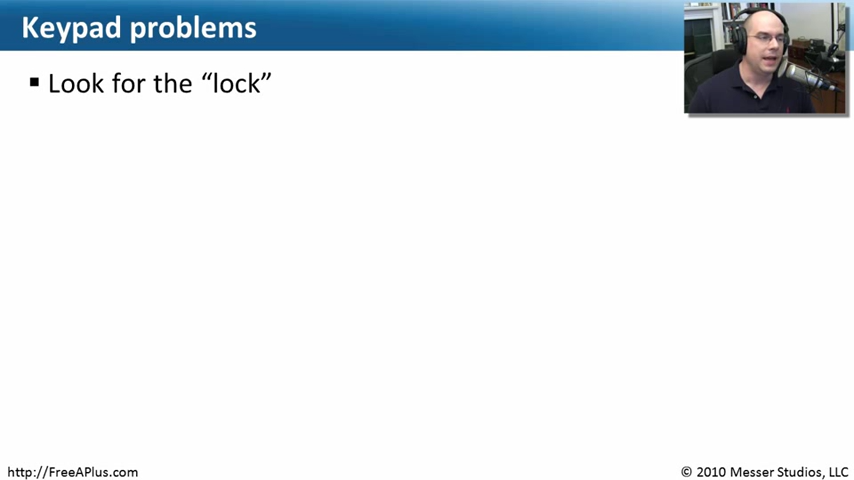 Keypad problems
▪ Look for the “lock”
http://FreeAPlus.com
© 2010 Messer Studios, LLC